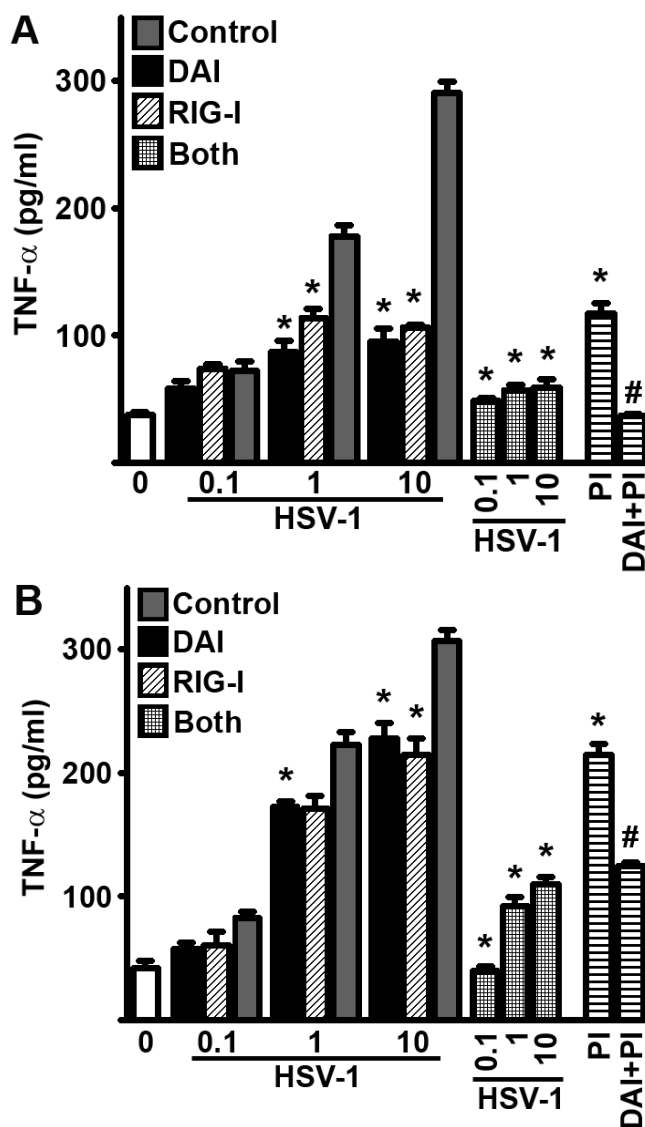 A
Control
DAI
RIG-I
Both
TNF-α (pg/ml)
300
200
100
* * * * * * * * #
0 0.1 1 10 0.1 1 10 PI DAI+PI
HSV-1 HSV-1
B
Control
DAI
RIG-I
Both
TNF-α (pg/ml)
300
200
100
* * * * * * * #
0 0.1 1 10 0.1 1 10 PI DAI+PI
HSV-1 HSV-1